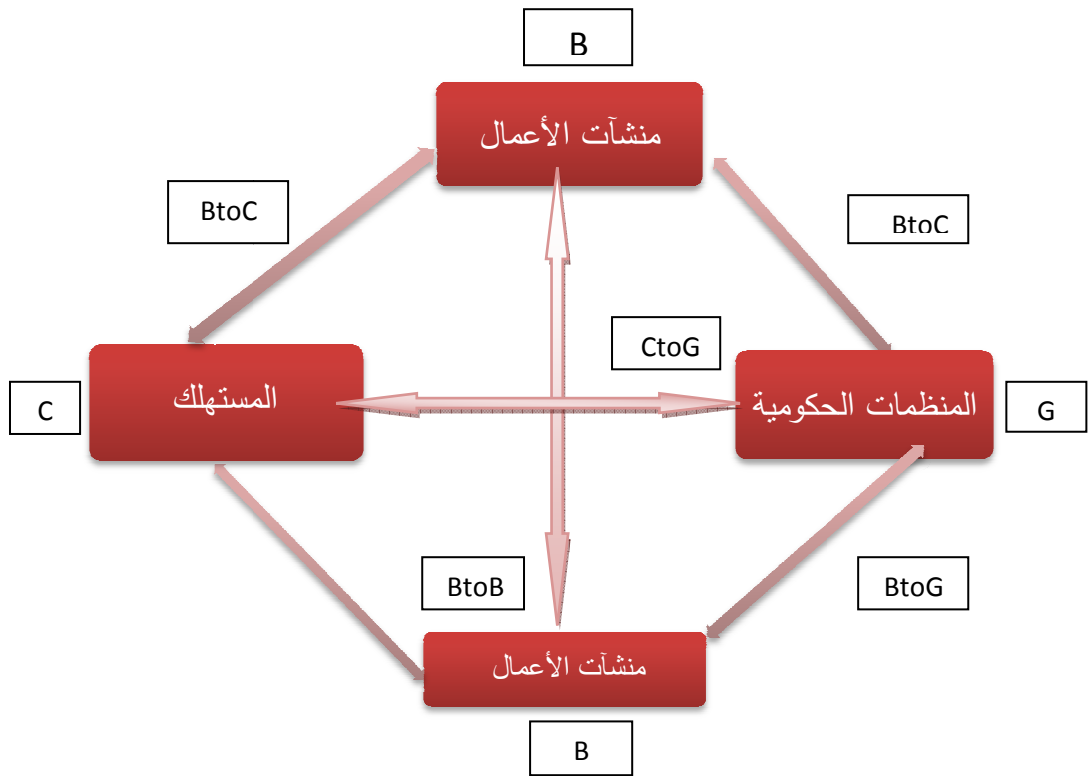 B
منشآت الأعمال
BtoC
BtoC
CtoG
المستهلك
المنظمات الحكومية
C
G
BtoB
BtoG
منشآت الأعمال
B